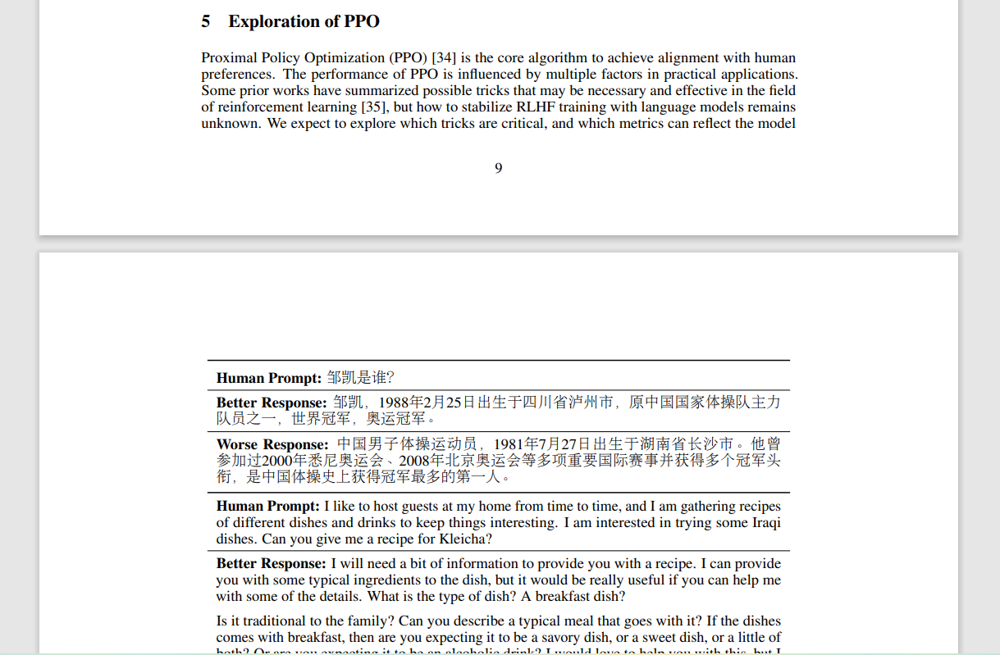 5 Exploration of PPO
Proximal Policy Optimization (PPO) [34] is the core algorithm to achieve alignment with human
preferences. The performance of PPO is influenced by multiple factors in practical applications.
Some prior works have summarized possible tricks that may be necessary and effective in the field
of reinforcement learning [35], but how to stabilize RLHF training with language models remains
unknown. We expect to explore which tricks are critical, and which metrics can reflect the model
9
Human Prompt: 邹凯是谁？
Better Response: 邹凯，1988年2月25日出生于四川省泸州市，原中国国家体操队主力
队员之一，世界冠军，奥运冠军。
Worse Response: 中国男子体操运动员，1981年7月27日出生于湖南省长沙市。他曾
参加过2000年悉尼奥运会、2008年北京奥运会等多项重要国际赛事并获得多个冠军头
衔，是中国体操史上获得冠军最多的第一人。
Human Prompt: I like to host guests at my home from time to time, and I am gathering recipes
of different dishes and drinks to keep things interesting. I am interested in trying some Iraqi
dishes. Can you give me a recipe for Kleicha?
Better Response: I will need a bit of information to provide you with a recipe. I can provide
you with some typical ingredients to the dish, but it would be really useful if you can help me
with some of the details. What is the type of dish? A breakfast dish?
Is it traditional to the family? Can you describe a typical meal that goes with it? If the dishes
comes with breakfast, then are you expecting it to be a savory dish, or a sweet dish, or a little of
both? Or are you expecting it to be an alcoholic drink? I would love to help you with this, but I